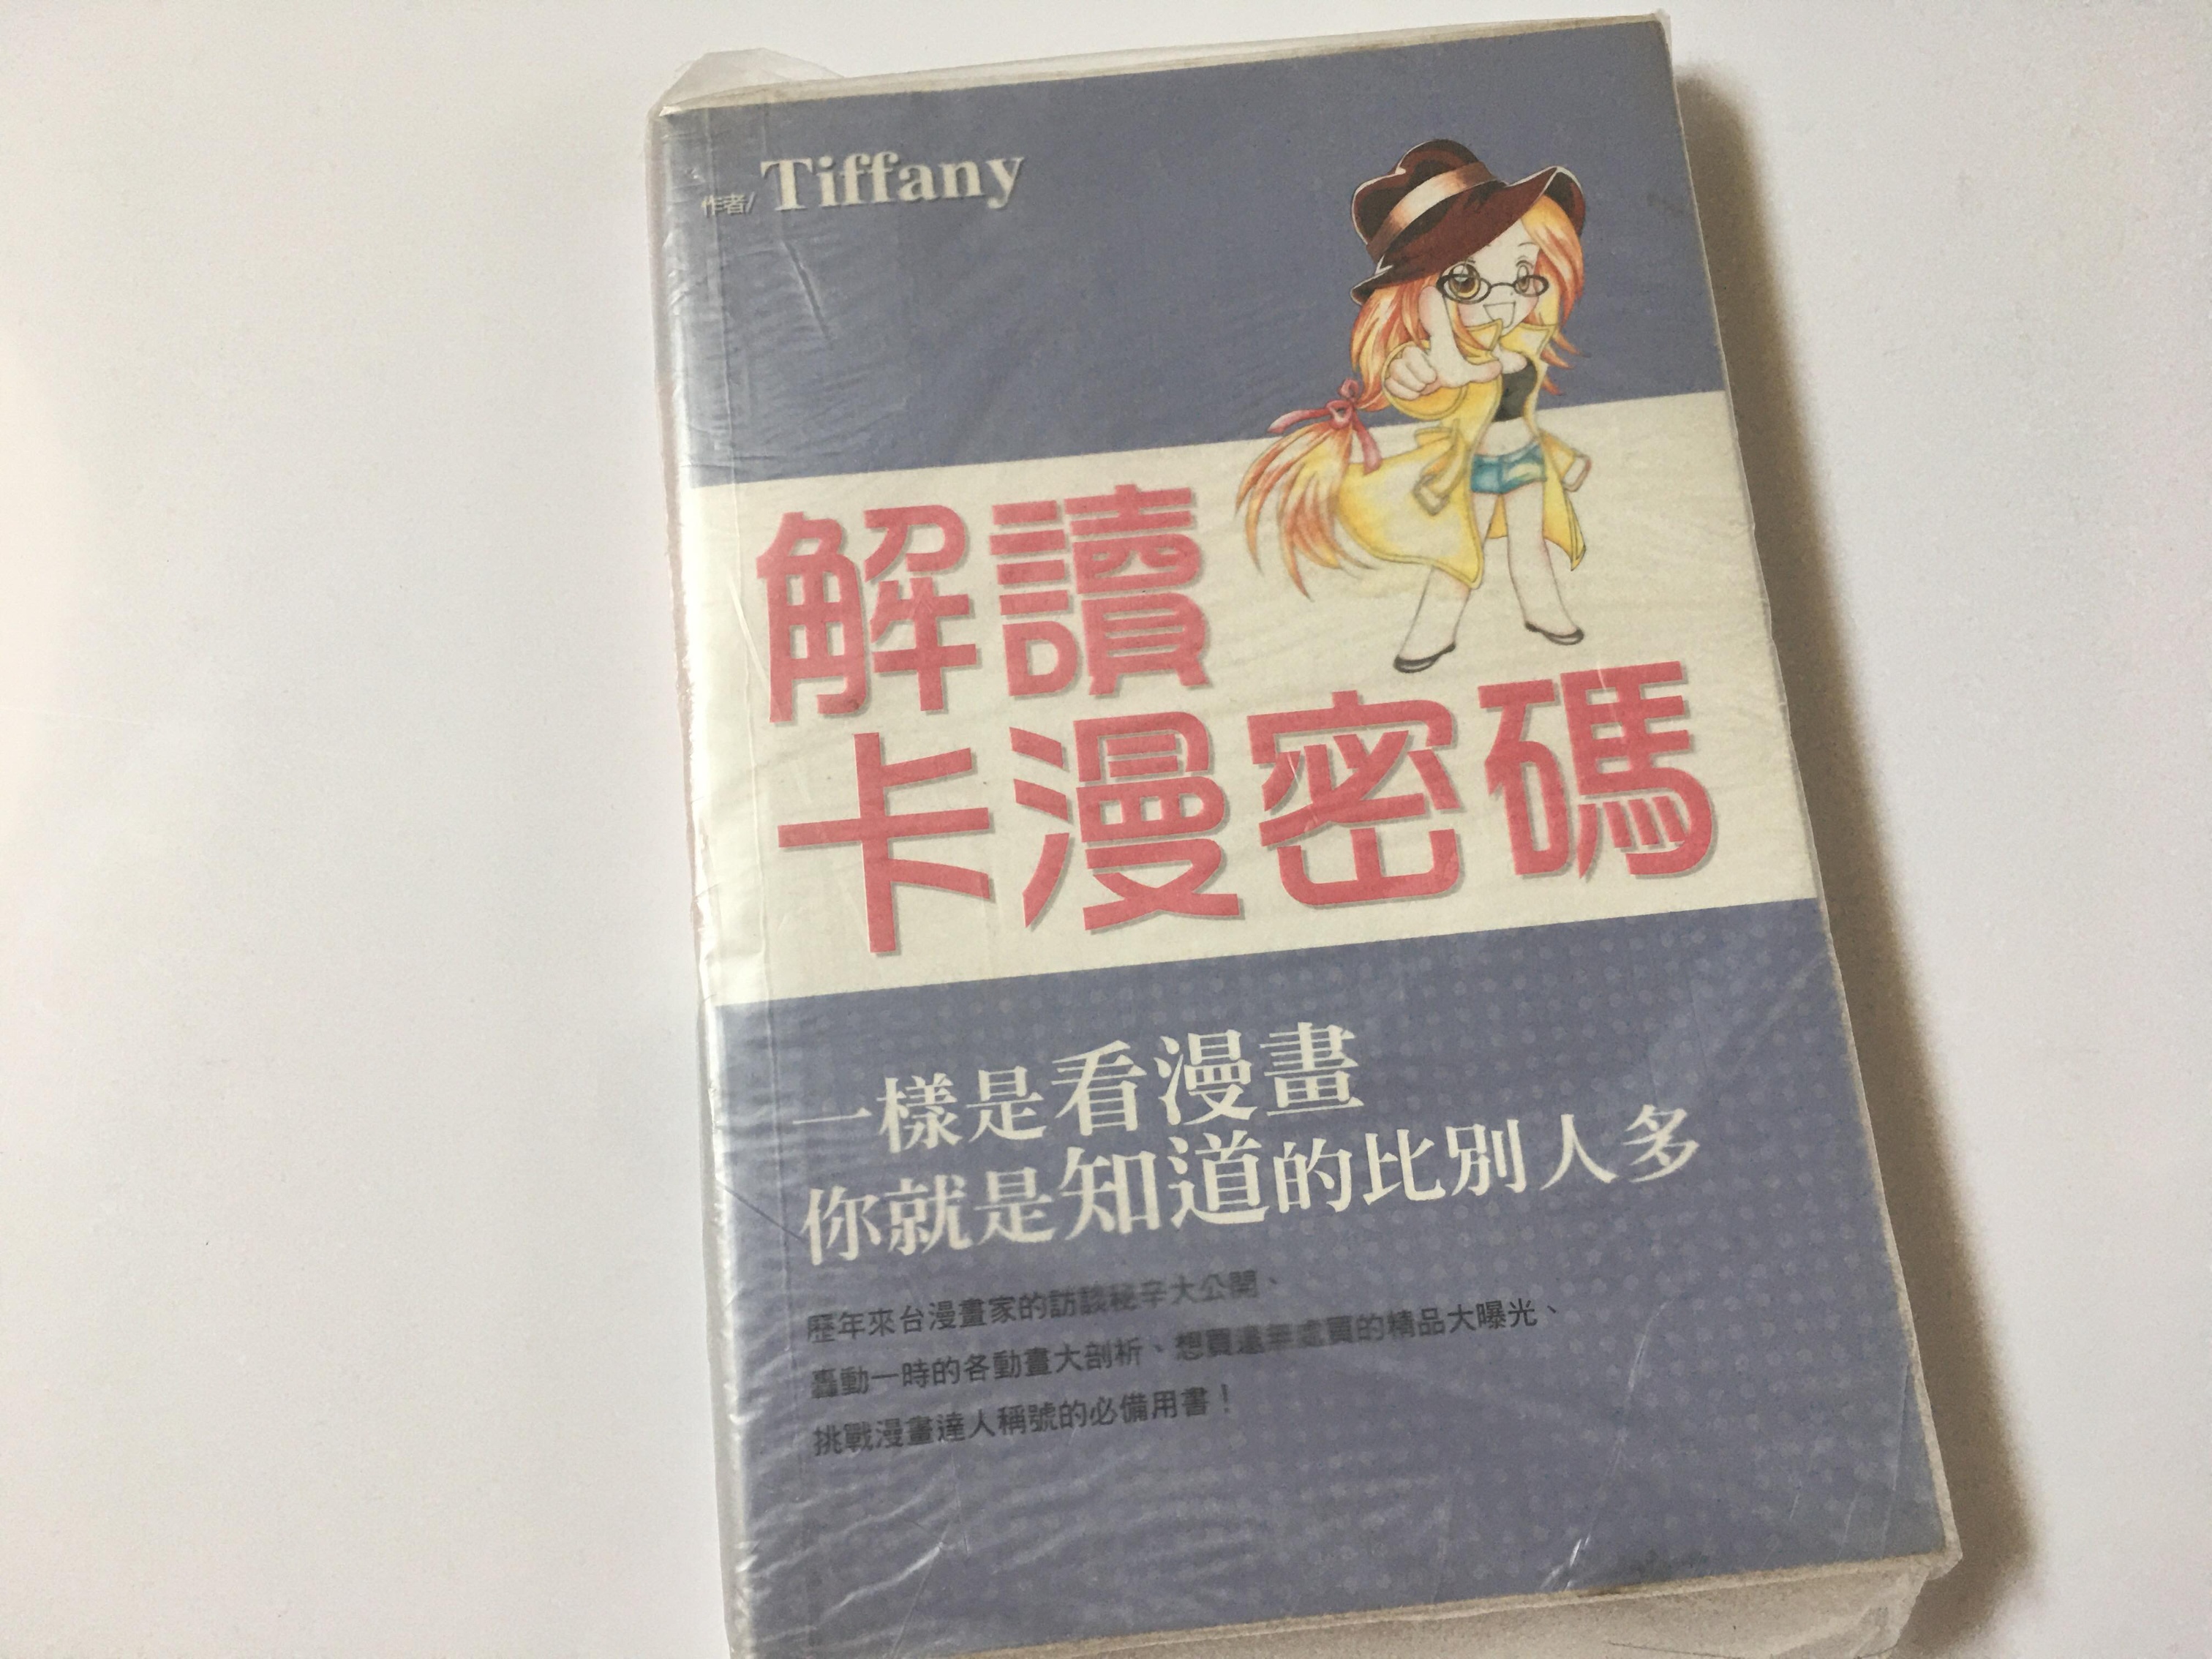 作者/Tiffany
解讀
卡漫密碼
一樣是看漫畫
你就是知道的比別人多
歷年來台漫畫家的訪談秘辛大公開、
轟動一時的各動畫大剖析、想買還無處買的精品大曝光、
挑戰漫畫達人稱號的必備用書！